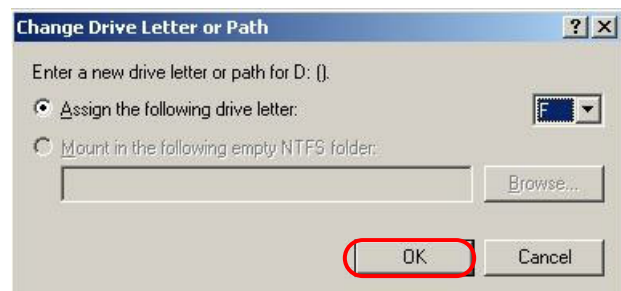 Change Drive Letter or Path
Enter a new drive letter or path for D: ().
Assign the following drive letter:
F
Mount in the following empty NTFS folder:
Browse...
OK
Cancel